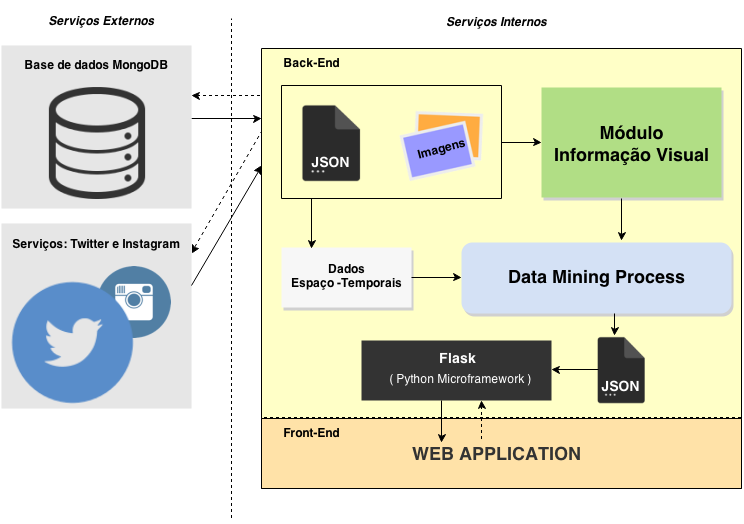 Serviços Externos
Serviços Internos
Base de dados MongoDB
Back-End
JSON
Imagens
Módulo
Informação Visual
Serviços: Twitter e Instagram
Dados
Espaço -Temporais
Data Mining Process
Flask
( Python Microframework )
JSON
Front-End
WEB APPLICATION